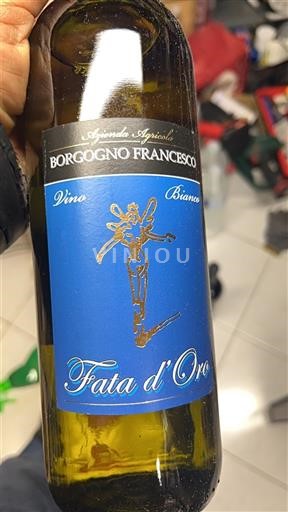 Azienda Agricola
BORGOGNO FRANCESCO
Vino Bianco
VINIOU
Fata d'Oro